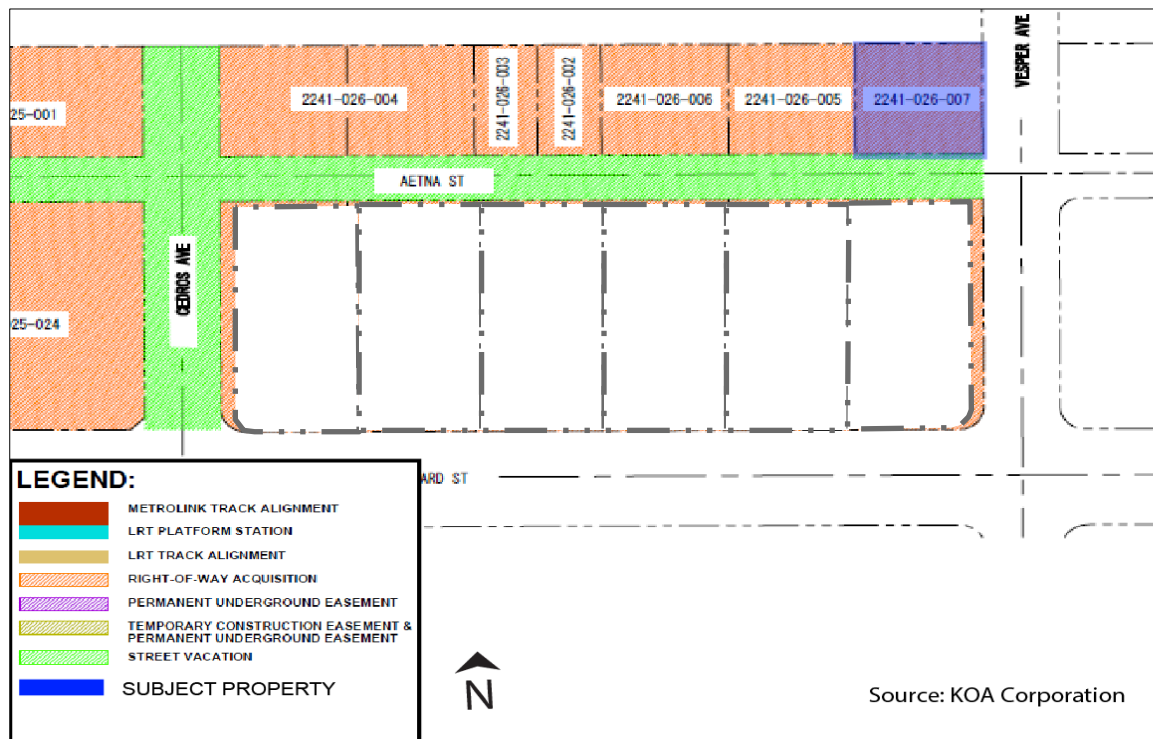 VESPER AVE
2241-026-004
2241-026-003
2241-026-002
2241-026-006
2241-026-005
2241-026-007
25-001
AETNA ST
CEDROS AVE
25-024
ARD ST
LEGEND:
METROLINK TRACK ALIGNMENT
LRT PLATFORM STATION
LRT TRACK ALIGNMENT
RIGHT-OF-WAY ACQUISITION
PERMANENT UNDERGROUND EASEMENT
TEMPORARY CONSTRUCTION EASEMENT &
PERMANENT UNDERGROUND EASEMENT
STREET VACATION
SUBJECT PROPERTY
N
Source: KOA Corporation